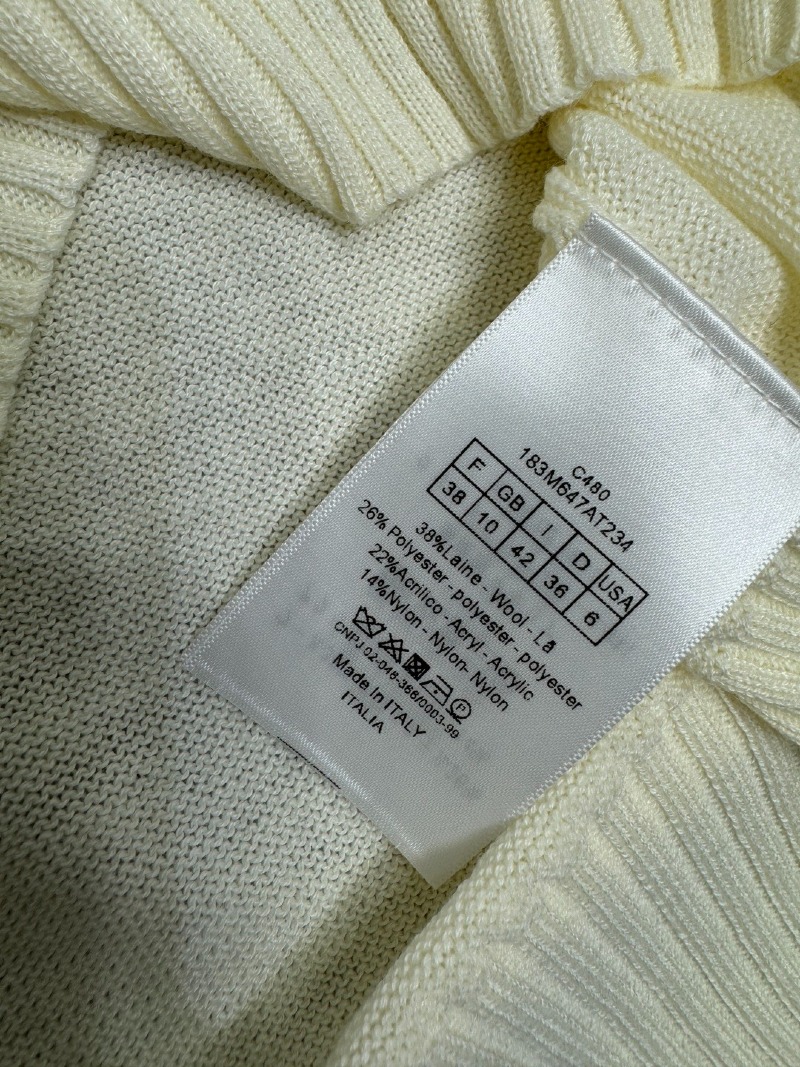 C480
183M647AT234
F GB I D USA
38 10 42 36 6
38%Laine - Wool - Lã
26% Polyester - polyester - polyester
22%Acrilico - Acryl - Acrylic
14%Nylon - Nylon- Nylon
P
CNPJ 02-048-366/0003-99
Made In ITALY
ITALIA